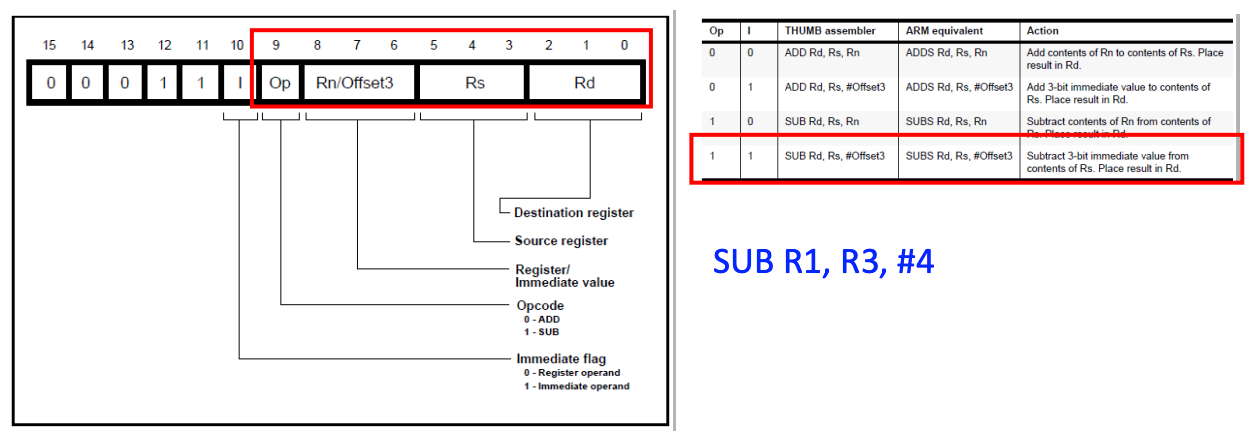 15 14 13 12 11 10 9 8 7 6 5 4 3 2 1 0
0 0 0 1 1 I Op Rn/Offset3 Rs Rd
Destination register
Source register
Register/
Immediate value
Opcode
0 - ADD
1 - SUB
Immediate flag
0 - Register operand
1 - Immediate operand
Op I THUMB assembler ARM equivalent Action
0 0 ADD Rd, Rs, Rn ADDS Rd, Rs, Rn Add contents of Rn to contents of Rs. Place
result in Rd.
0 1 ADD Rd, Rs, #Offset3 ADDS Rd, Rs, #Offset3 Add 3-bit immediate value to contents of
Rs. Place result in Rd.
1 0 SUB Rd, Rs, Rn SUBS Rd, Rs, Rn Subtract contents of Rn from contents of
Rs. Place result in Rd.
1 1 SUB Rd, Rs, #Offset3 SUBS Rd, Rs, #Offset3 Subtract 3-bit immediate value from
contents of Rs. Place result in Rd.
SUB R1, R3, #4